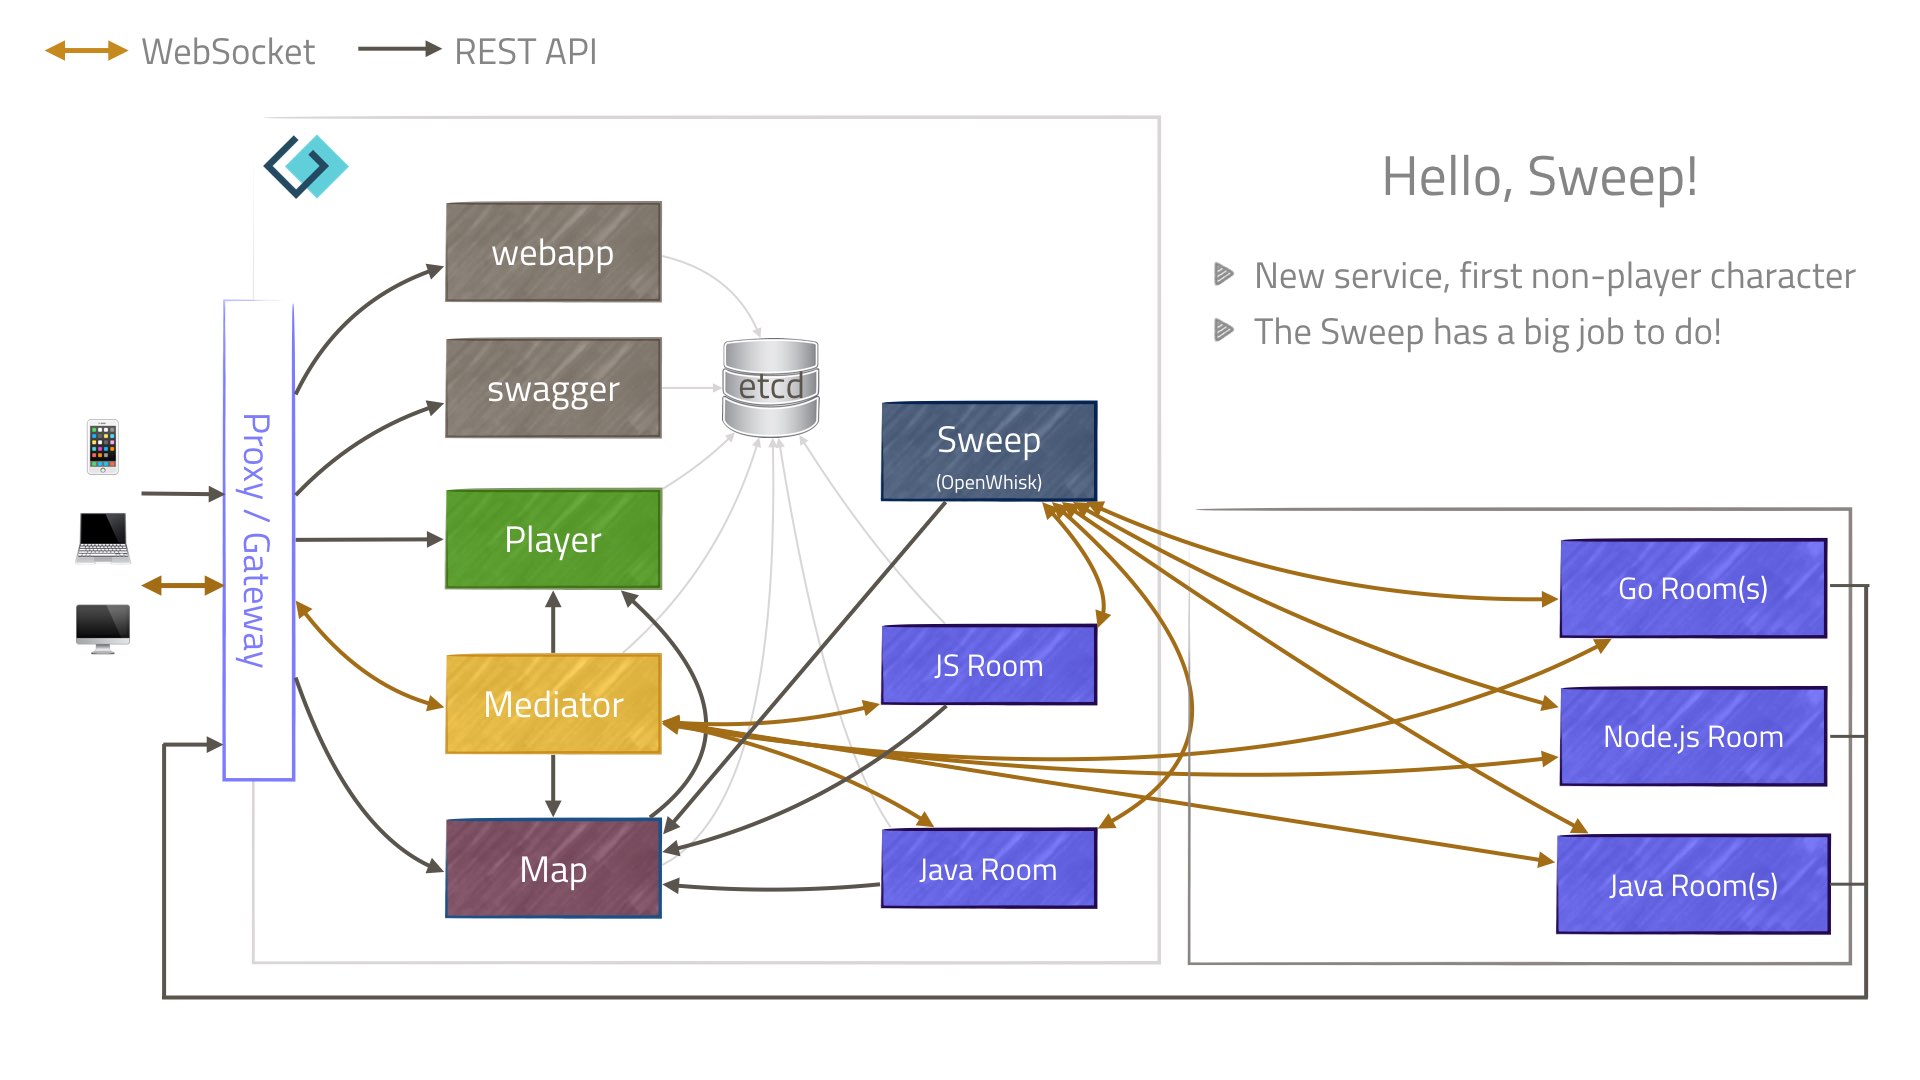 WebSocket
REST API
Hello, Sweep!
New service, first non-player character
The Sweep has a big job to do!
Proxy / Gateway
webapp
swagger
etcd
Player
Mediator
Map
Sweep
(OpenWhisk)
JS Room
Java Room
Go Room(s)
Node.js Room
Java Room(s)